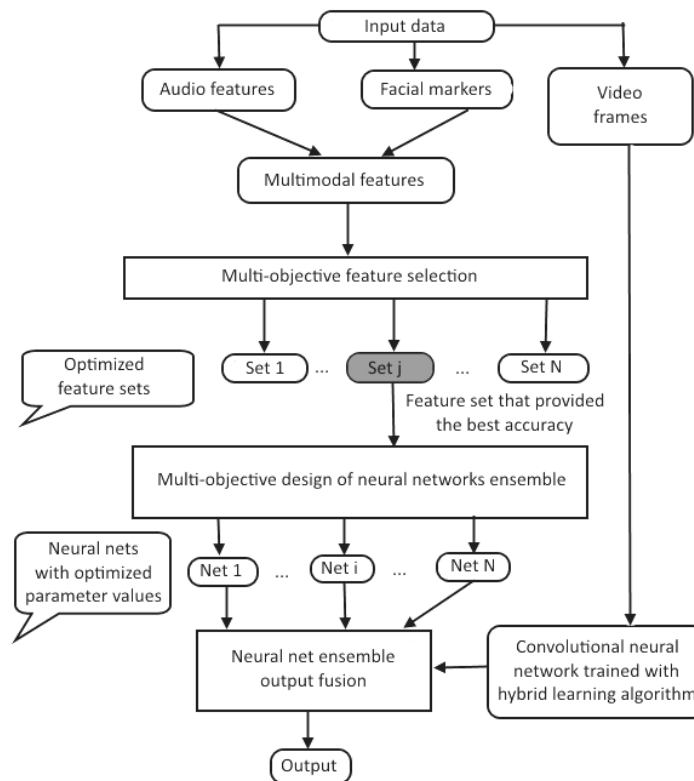 Input data
Audio features
Facial markers
Video
frames
Multimodal features
Multi-objective feature selection
Set 1
...
Set j
...
Set N
Optimized
feature sets
Feature set that provided
the best accuracy
Multi-objective design of neural networks ensemble
Neural nets
with optimized
parameter values
Net 1
...
Net i
...
Net N
Neural net ensemble
output fusion
Convolutional neural
network trained with
hybrid learning algorithm
Output